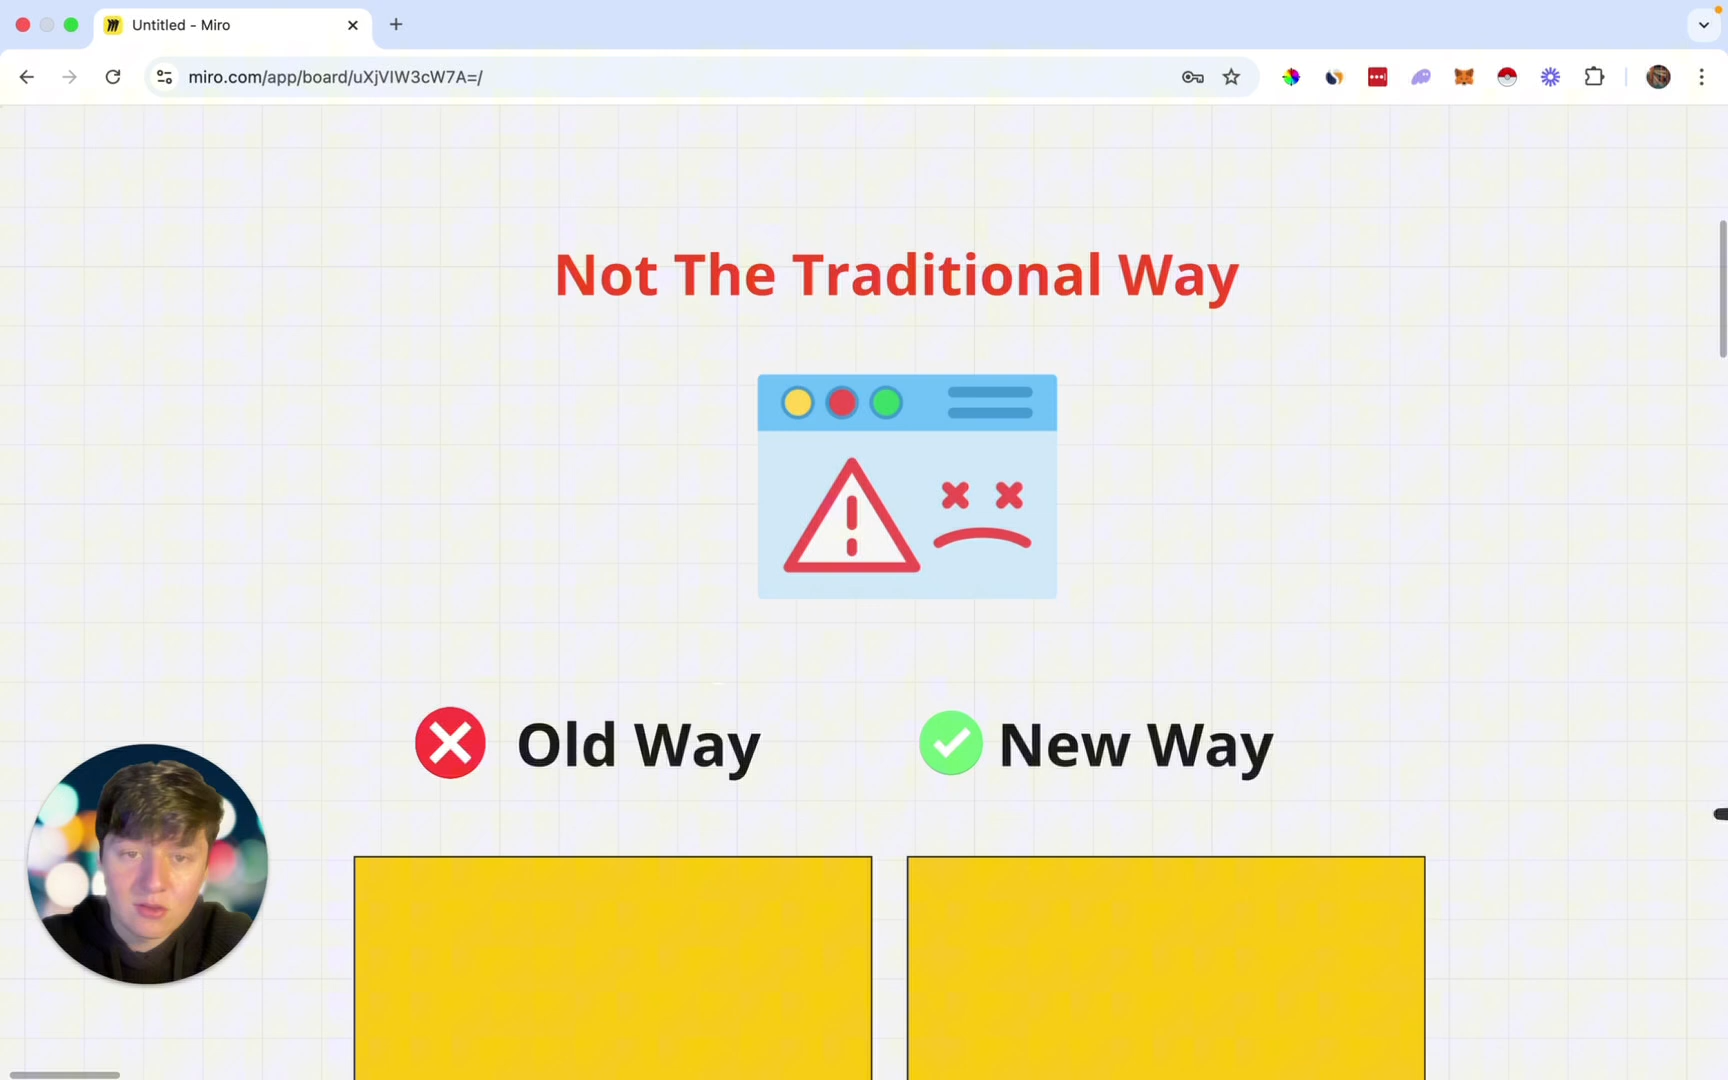 Untitled - Miro
miro.com/app/board/uXjVIW3cW7A=/
Not The Traditional Way
Old Way
New Way